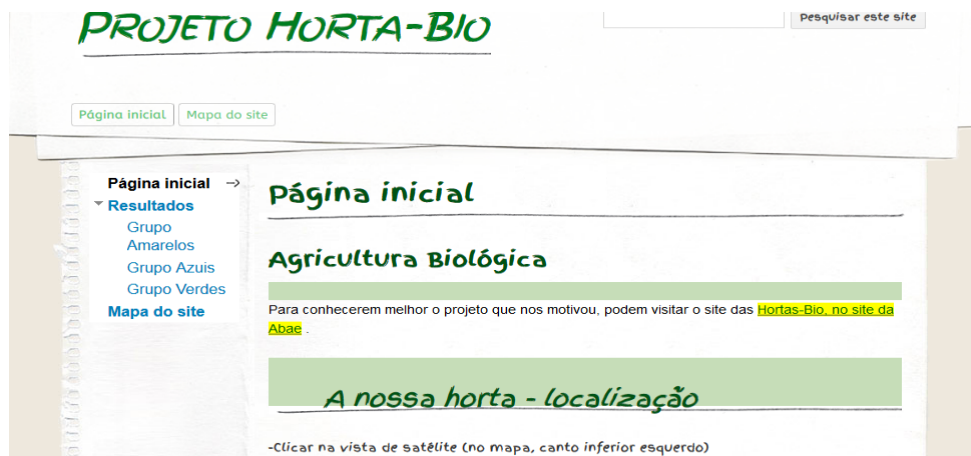 PROJETO HORTA-BIO
Pesquisar este site
Página inicial
Mapa do site
Página inicial
Resultados
Grupo
Amarelos
Grupo Azuis
Grupo Verdes
Mapa do site
Página inicial
Agricultura Biológica
Para conhecerem melhor o projeto que nos motivou, podem visitar o site das Hortas-Bio, no site da
Abae .
A nossa horta - localização
-Clicar na vista de satélite (no mapa, canto inferior esquerdo)